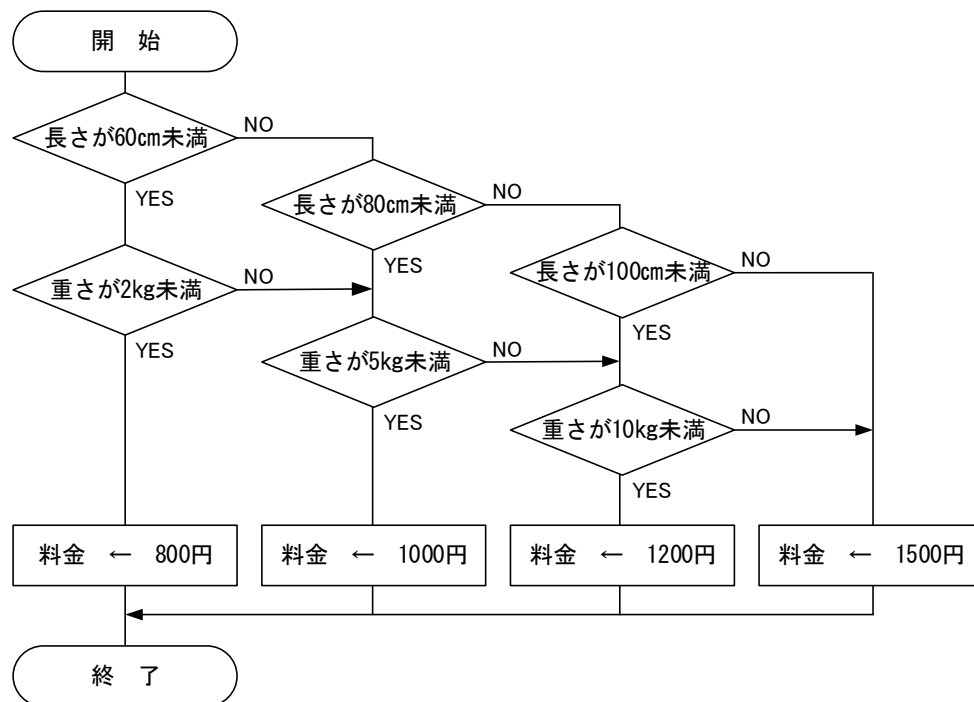 開　始
長さが60cm未満
NO
YES
長さが80cm未満
NO
YES
長さが100cm未満
NO
YES
重さが2kg未満
NO
YES
重さが5kg未満
NO
YES
重さが10kg未満
NO
YES
料金　←　800円
料金　←　1000円
料金　←　1200円
料金　←　1500円
終　了